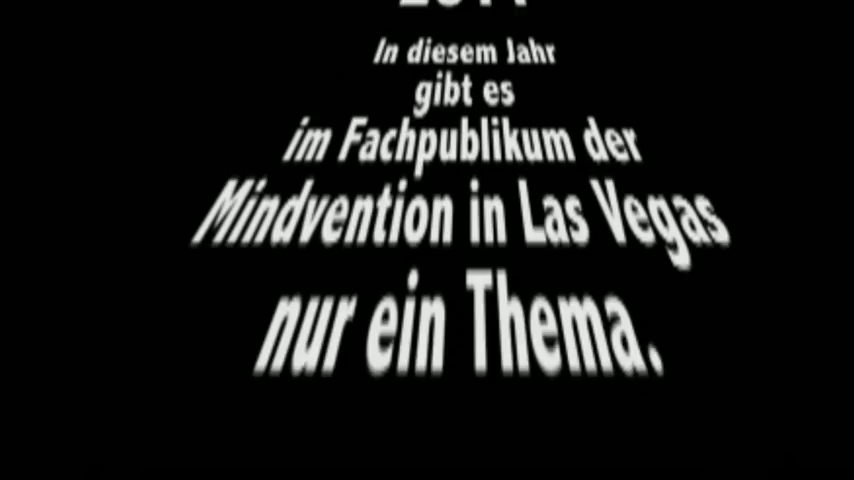 In diesem Jahr
gibt es
im Fachpublikum der
Mindvention in Las Vegas
nur ein Thema.